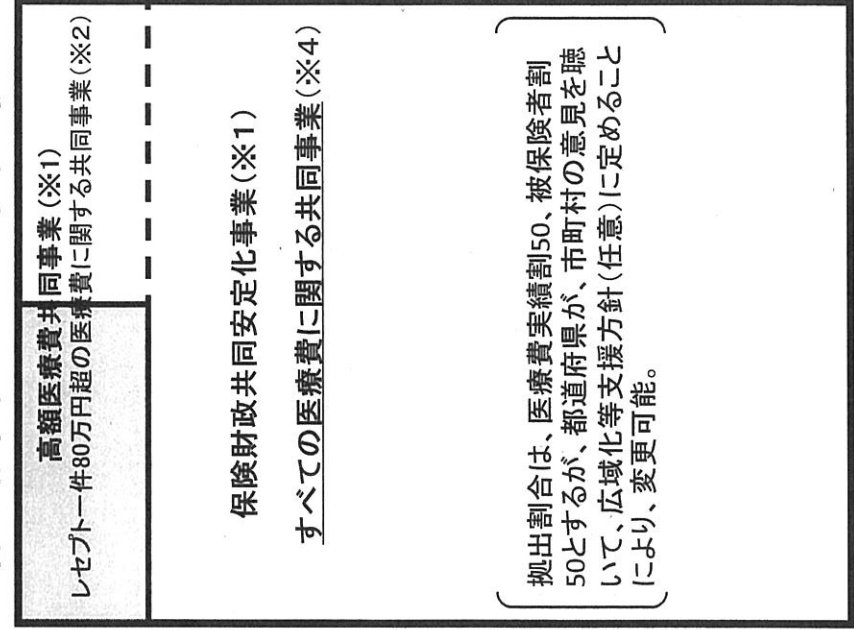 高額医療費共同事業(※1)
レセプト一件80万円超の医療費に関する共同事業(※2)
保険財政共同安定化事業(※1)
すべての医療費に関する共同事業(※4)
拠出割合は、医療費実績割50、被保険者割
50とするが、都道府県が、市町村の意見を聴
いて、広域化等支援方針(任意)に定めること
により、変更可能。